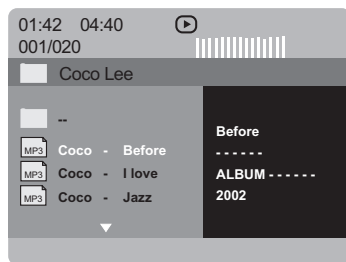 01:42 04:40
001/020
Coco Lee
--
MP3 Coco - Before
MP3 Coco - I love
MP3 Coco - Jazz
Before
- - - - - -
ALBUM - - - - - -
2002